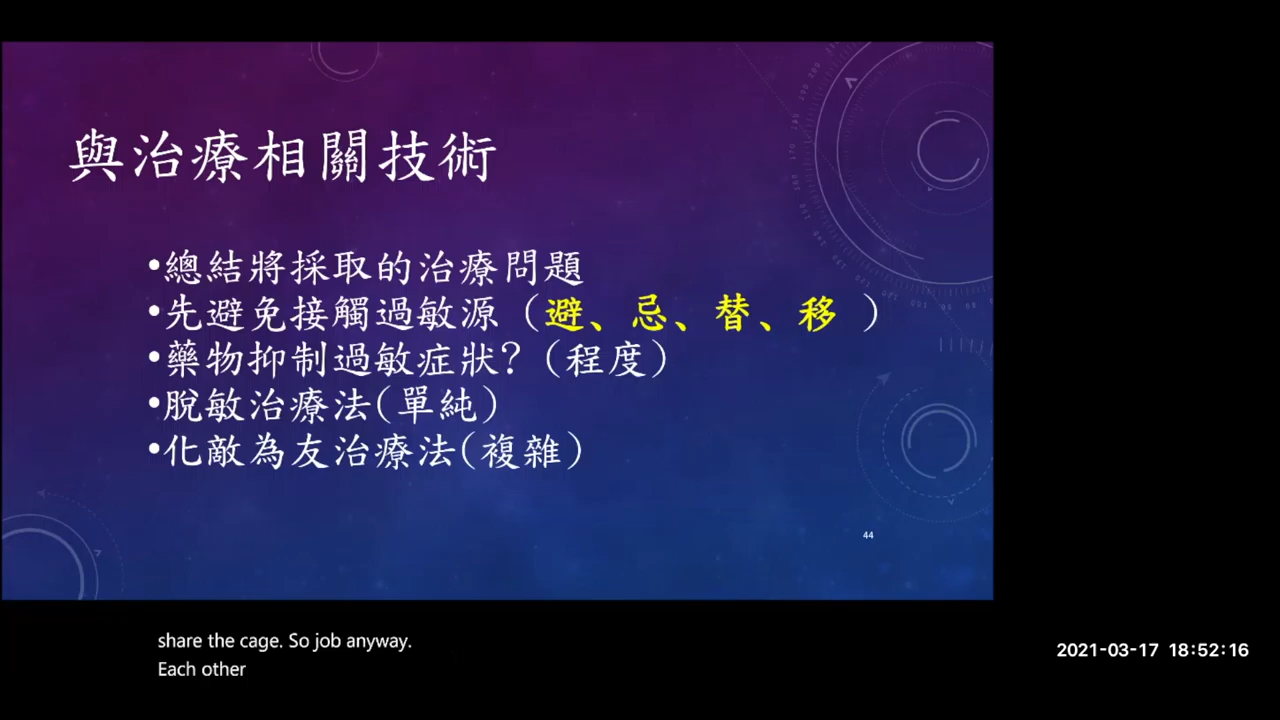 與治療相關技術
•總結將採取的治療問題
•先避免接觸過敏源（避、忌、替、移 ）
•藥物抑制過敏症狀?（程度）
•脫敏治療法(單純）
•化敵為友治療法(複雜）
44
share the cage. So job anyway.
Each other
2021-03-17 18:52:16